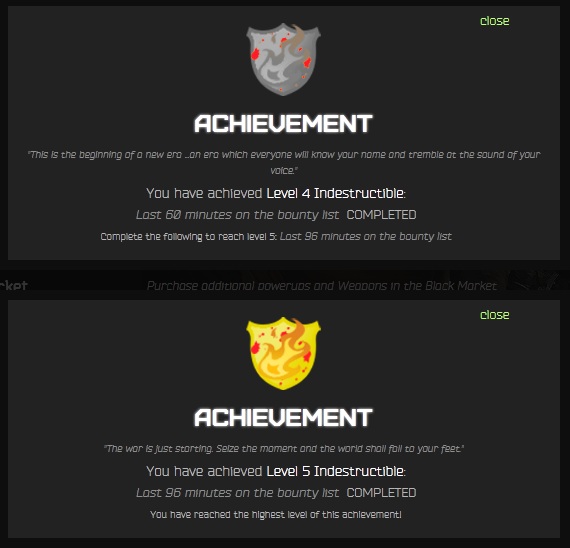 close
ACHIEVEMENT
"This is the beginning of a new era ...an era which everyone will know your name and tremble at the sound of your
voice."
You have achieved Level 4 Indestructible:
Last 60 minutes on the bounty list COMPLETED
Complete the following to reach level 5: Last 96 minutes on the bounty list
Purchase additional powerups and Weapons in the Black Market
close
ACHIEVEMENT
"The war is just starting. Seize the moment and the world shall fall to your feet."
You have achieved Level 5 Indestructible:
Last 96 minutes on the bounty list COMPLETED
You have reached the highest level of this achievement!